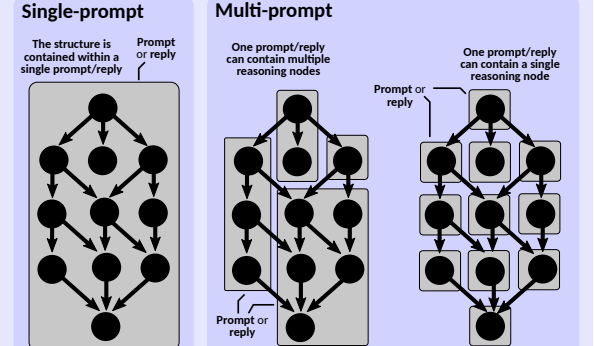 Single-prompt
The structure is
contained within a
single prompt/reply
Prompt
or reply
Multi-prompt
One prompt/reply
can contain multiple
reasoning nodes
Prompt or
reply
One prompt/reply
can contain a single
reasoning node
Prompt or
reply